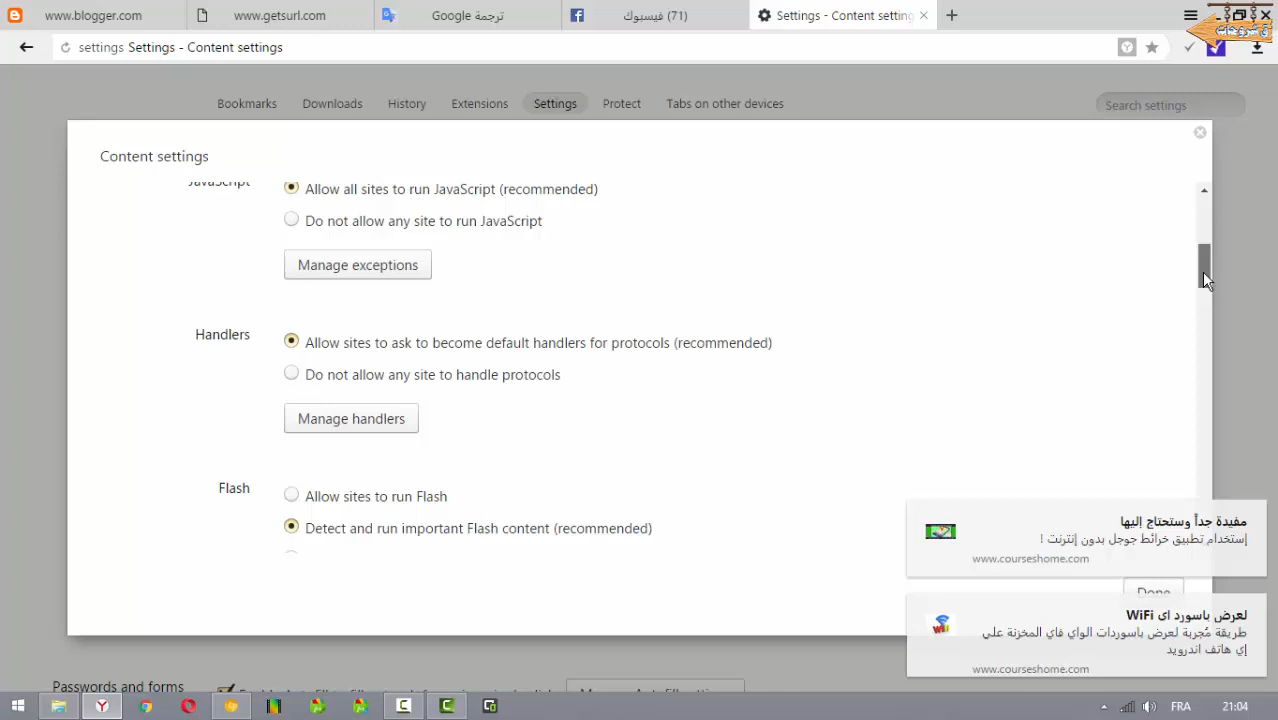 www.blogger.com
www.getsurl.com
ترجمة Google
(71) فيسبوك
Settings - Content setting
settings Settings - Content settings
Bookmarks
Downloads
History
Extensions
Settings
Protect
Tabs on other devices
Search settings
Content settings
JavaScript
Allow all sites to run JavaScript (recommended)
Do not allow any site to run JavaScript
Manage exceptions
Handlers
Allow sites to ask to become default handlers for protocols (recommended)
Do not allow any site to handle protocols
Manage handlers
Flash
Allow sites to run Flash
Detect and run important Flash content (recommended)
مفيدة جداً وستحتاج إليها
إستخدام تطبيق خرائط جوجل بدون إنترنت !
www.courseshome.com
Done
لعرض باسورد اى WiFi
طريقة مُجربة لعرض باسوردات الواي فاي المخزنة علي
إي هاتف اندرويد
www.courseshome.com
Passwords and forms
FRA
21:04